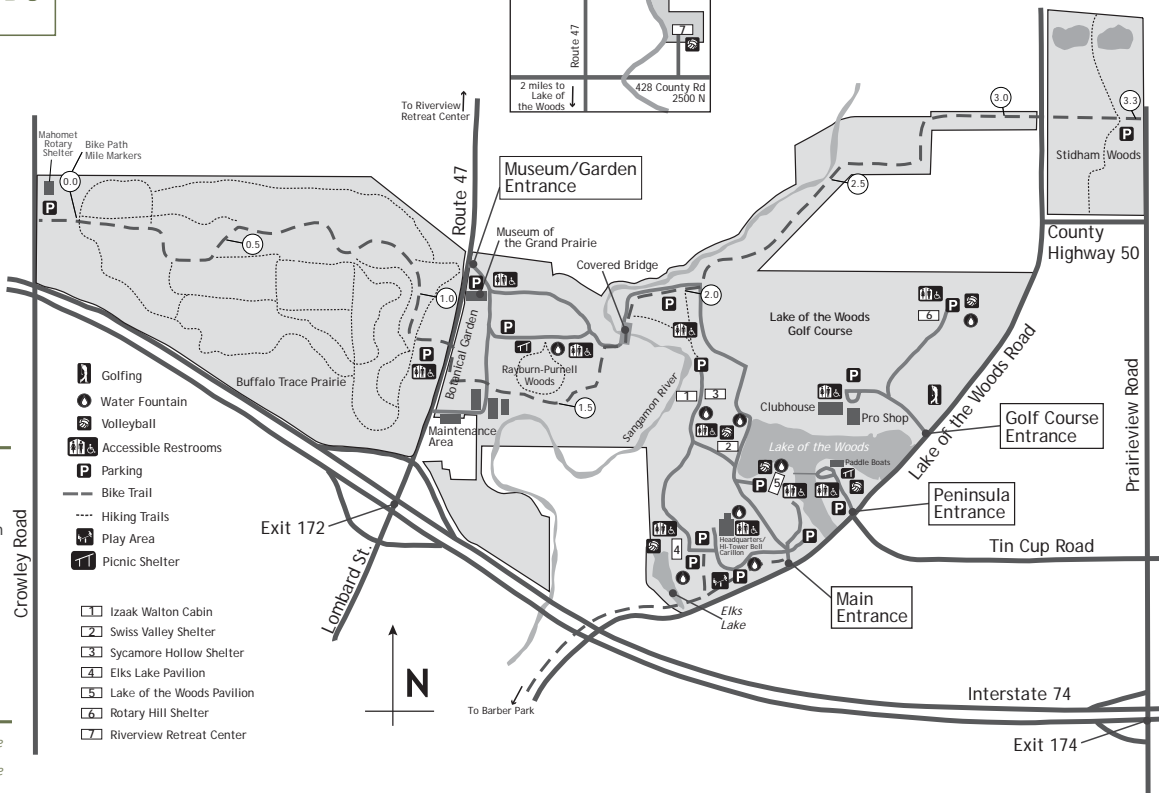 7
Route 47
2 miles to
Lake of
the Woods
428 County Rd
2500 N
To Riverview
Retreat Center
Mahomet
Rotary
Shelter
Bike Path
Mile Markers
0.0
0.5
1.0
1.5
2.0
2.5
3.0
3.3
P
Stidham Woods
Route 47
Museum/Garden
Entrance
Museum of
the Grand Prairie
Covered Bridge
County
Highway 50
P
P
P
P
Lake of the Woods
Golf Course
P
6
Botanical Garden
Rayburn-Purnell
Woods
Buffalo Trace Prairie
P
Sangamon River
P
1
3
2
P
Clubhouse
Pro Shop
Lake of the Woods Road
Golf Course
Entrance
Prairieview Road
Maintenance
Area
Lake of the Woods
Paddle Boats
P
5
P
Peninsula
Entrance
Headquarters/
HI-Tower Bell
Carillon
P
P
4
P
P
Tin Cup Road
Main
Entrance
Elks
Lake
Golfing
Water Fountain
Volleyball
Accessible Restrooms
P Parking
Bike Trail
Hiking Trails
Play Area
Picnic Shelter
Crowley Road
Exit 172
Lombard St.
1 Izaak Walton Cabin
2 Swiss Valley Shelter
3 Sycamore Hollow Shelter
4 Elks Lake Pavilion
5 Lake of the Woods Pavilion
6 Rotary Hill Shelter
7 Riverview Retreat Center
N
To Barber Park
Interstate 74
Exit 174